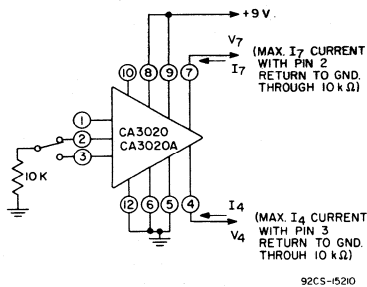 +9 V
V7
(MAX. I7 CURRENT
WITH PIN 2
RETURN TO GND.
THROUGH 10 kΩ)
I7
10
8
9
7
1
2
3
CA3020
CA3020A
10K
12
6
5
4
I4
V4
(MAX. I4 CURRENT
WITH PIN 3
RETURN TO GND.
THROUH 10 kΩ)
92CS-15210